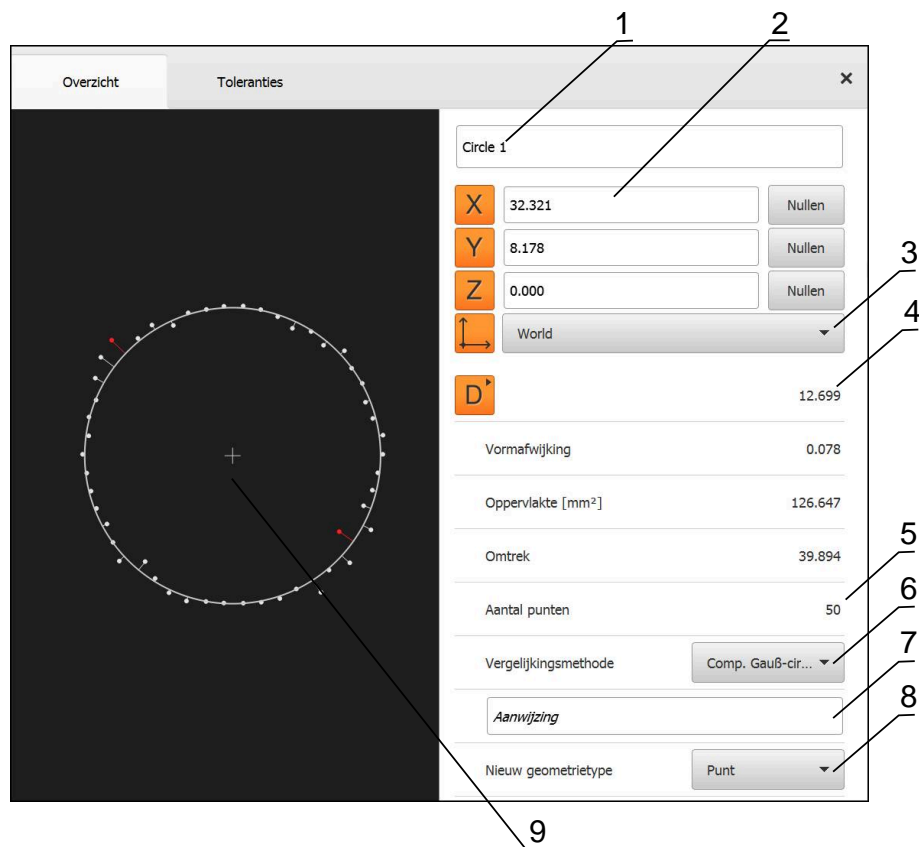 1
2
Overzicht
Toleranties
×
Circle 1
X
32.321
Nullen
Y
8.178
Nullen
3
Z
0.000
Nullen
4
World
D
12.699
Vormafwijking
0.078
Oppervlakte [mm²]
126.647
5
Omtrek
39.894
6
Aantal punten
50
7
Vergelijkingsmethode
Comp. Gauß-cir...
8
Aanwijzing
Nieuw geometrietype
Punt
9